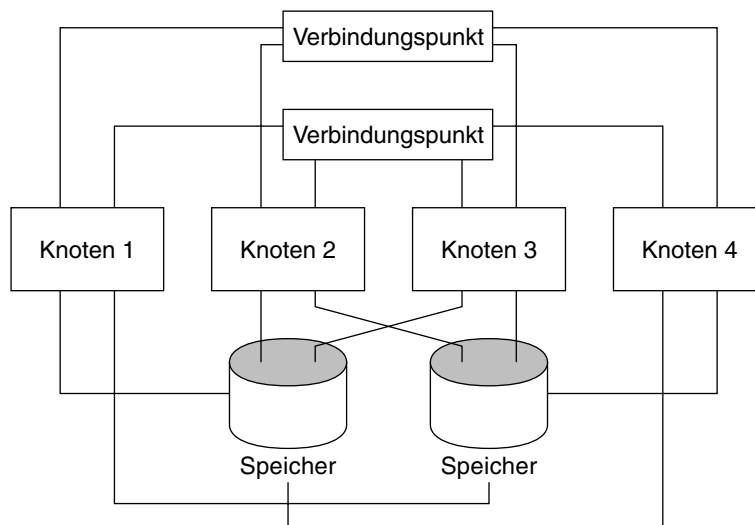 Verbindungspunkt
Verbindungspunkt
Knoten 1
Knoten 2
Knoten 3
Knoten 4
Speicher
Speicher